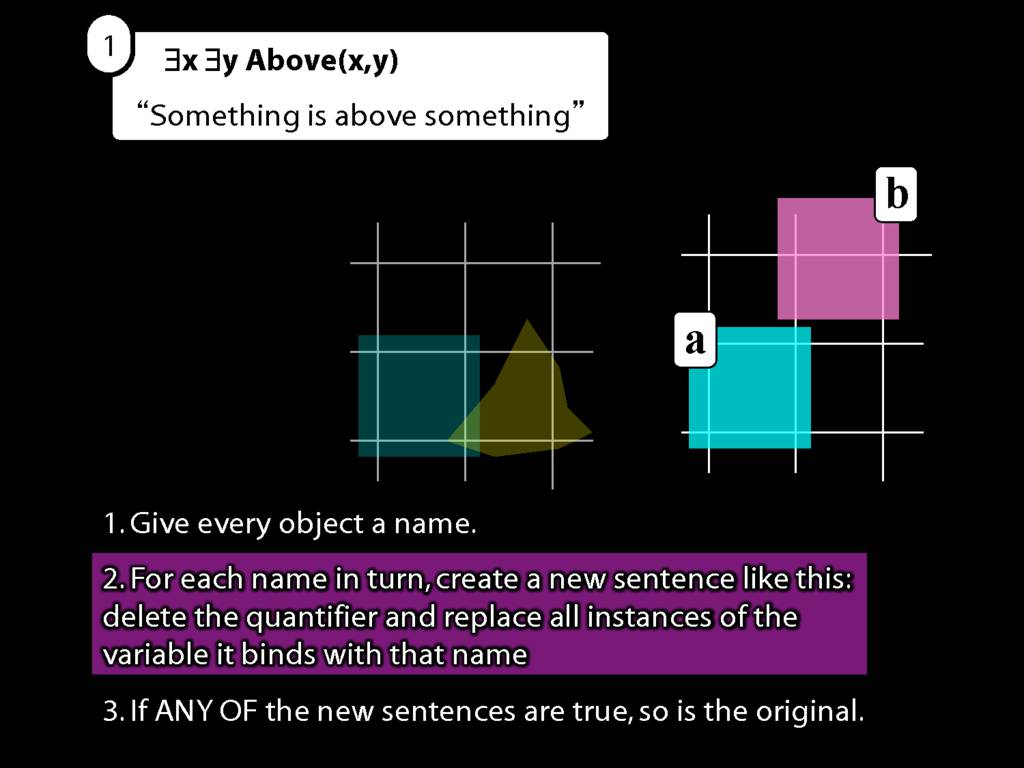 1
∃x ∃y Above(x,y)
“Something is above something”
b
a
1. Give every object a name.
2. For each name in turn, create a new sentence like this:
delete the quantifier and replace all instances of the
variable it binds with that name
3. If ANY OF the new sentences are true, so is the original.